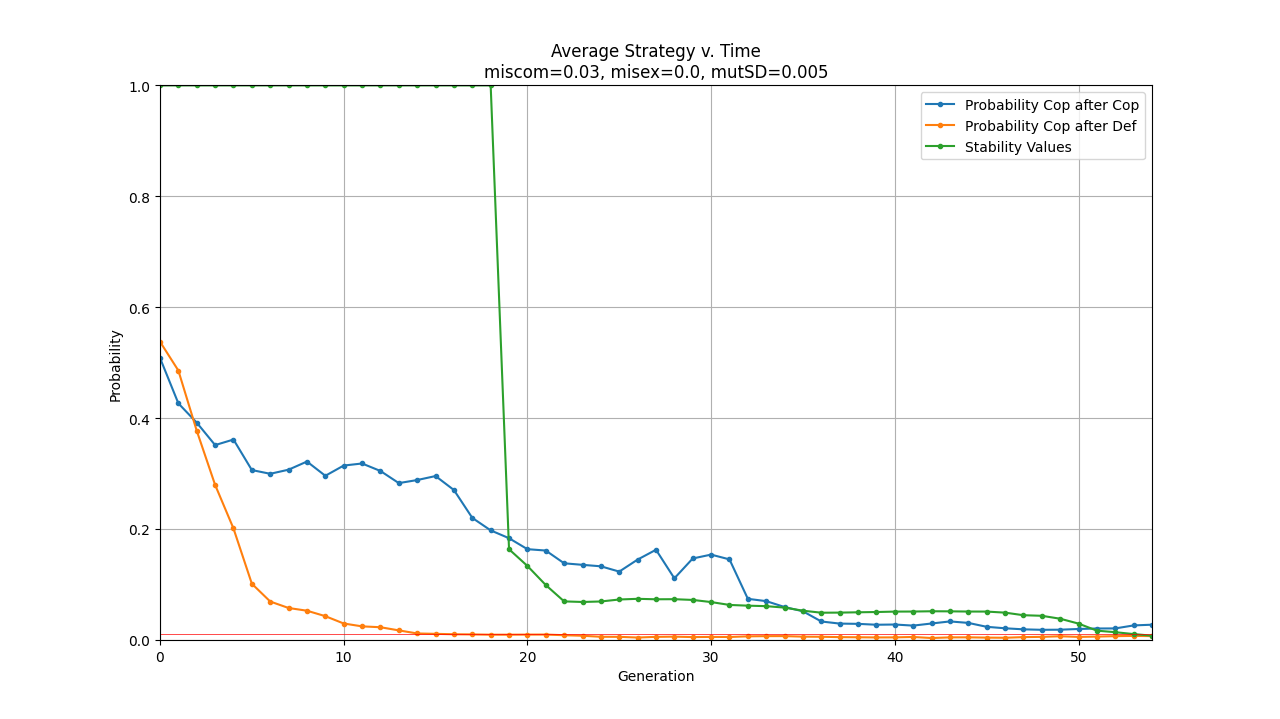 Average Strategy v. Time
miscom=0.03, misex=0.0, mutSD=0.005
1.0
0.8
0.6
0.4
0.2
0.0
Probability
Probability Cop after Cop
Probability Cop after Def
Stability Values
0 10 20 30 40 50
Generation